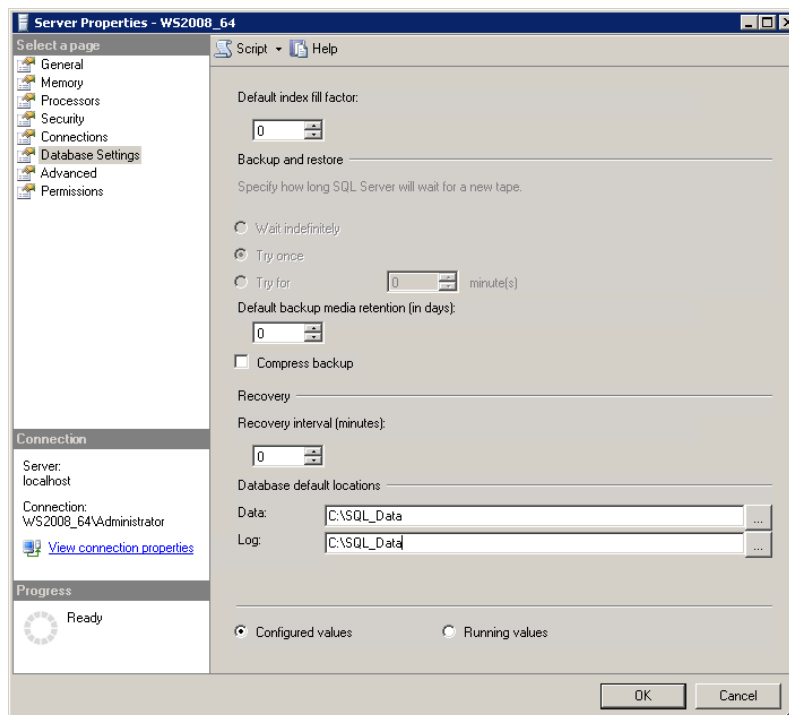 Server Properties - WS2008_64
Select a page
General
Memory
Processors
Security
Connections
Database Settings
Advanced
Permissions
Script Help
Default index fill factor:
0
Backup and restore
Specify how long SQL Server will wait for a new tape.
Wait indefinitely
Try once
Try for 0 minute(s)
Default backup media retention (in days):
0
Compress backup
Recovery
Recovery interval (minutes):
0
Database default locations
Data: C:\SQL_Data ...
Log: C:\SQL_Data ...
Configured values Running values
Connection
Server:
localhost
Connection:
WS2008_64\Administrator
View connection properties
Progress
Ready
OK Cancel